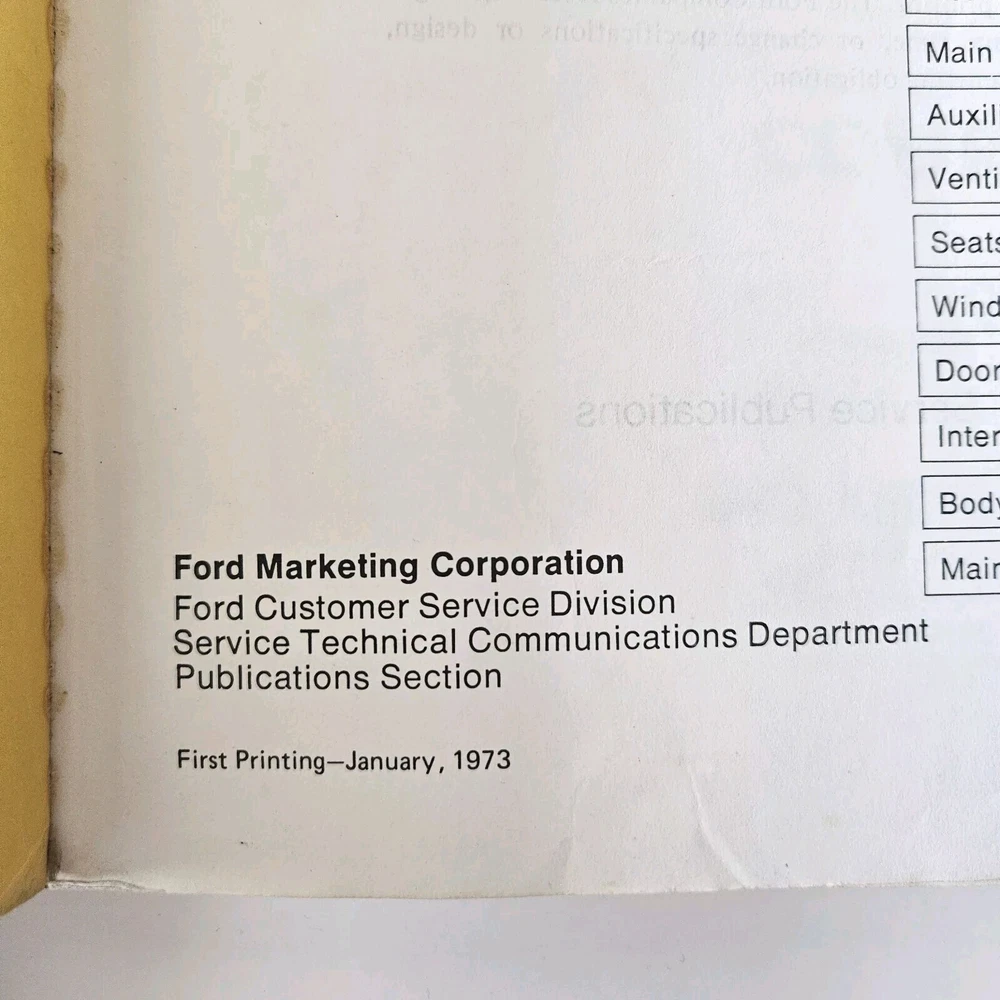 Main
Auxil
Venti
Seats
Wind
Door
Inter
Body
Main
Ford Marketing Corporation
Ford Customer Service Division
Service Technical Communications Department
Publications Section
First Printing—January, 1973